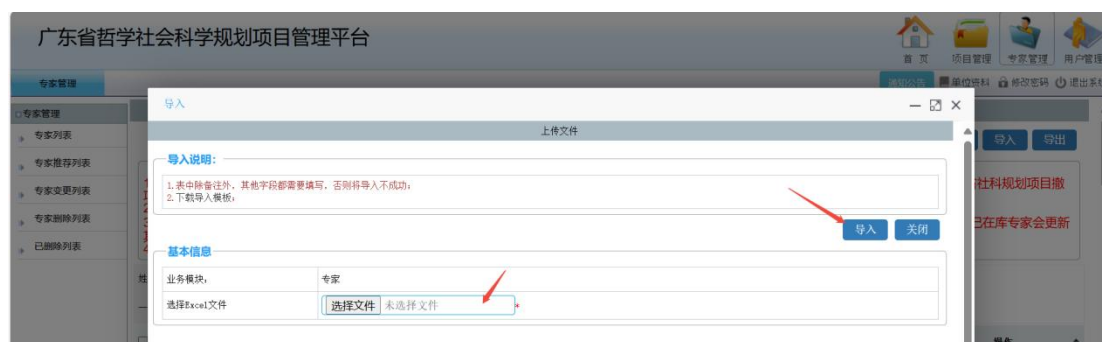 广东省哲学社会科学规划项目管理平台
首 页
项目管理
专家管理
用户管理
专家管理
通知公告
单位资料
修改密码
退出系统
专家管理
专家列表
专家推荐列表
专家变更列表
专家删除列表
已删除列表
导入
上传文件
导入说明：
1.表中除备注外，其他字段都需要填写，否则将导入不成功；
2.下载导入模板；
导入
关闭
基本信息
业务模块：
专家
选择Excel文件
选择文件 未选择文件
*
导入
导出
社科规划项目撤
已在库专家会更新